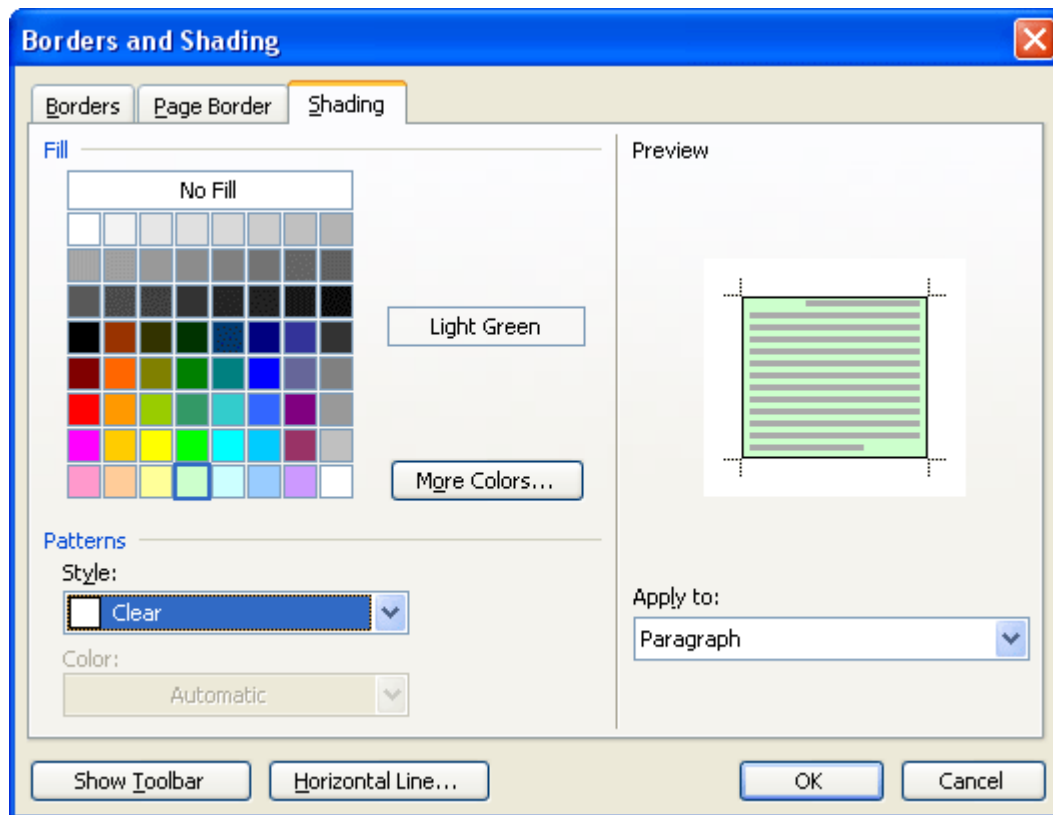 Borders and Shading
Borders
Page Border
Shading
Fill
No Fill
Light Green
More Colors...
Patterns
Style:
Clear
Color:
Automatic
Preview
Apply to:
Paragraph
Show Toolbar
Horizontal Line...
OK
Cancel